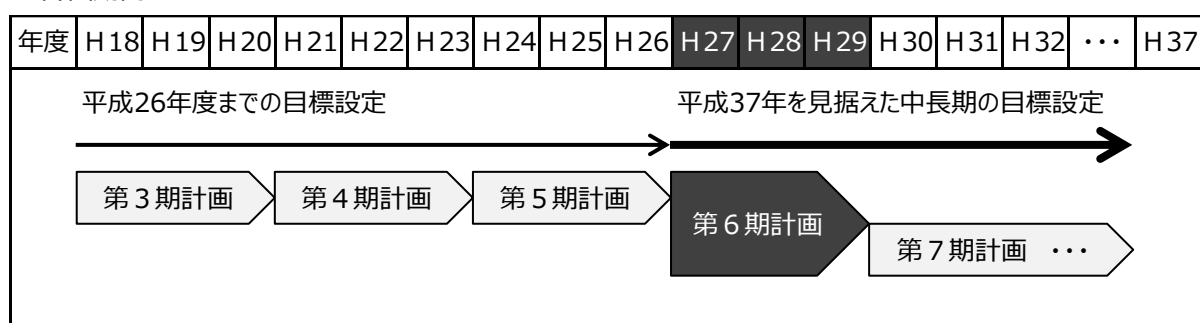 年度 H18 H19 H20 H21 H22 H23 H24 H25 H26 H27 H28 H29 H30 H31 H32 ・・・ H37
平成26年度までの目標設定 平成37年を見据えた中長期の目標設定
第3期計画 第4期計画 第5期計画
第6期計画
第7期計画 ・・・